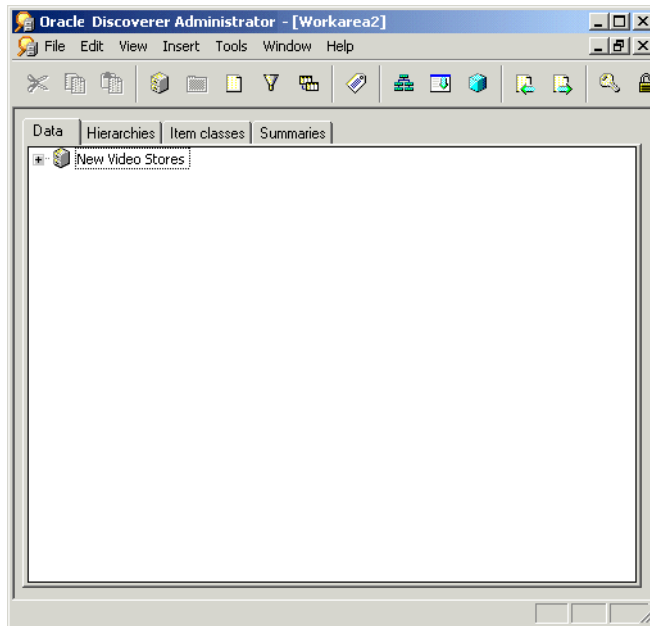 Oracle Discoverer Administrator - [Workarea2]
File Edit View Insert Tools Window Help
Data Hierarchies Item classes Summaries
New Video Stores